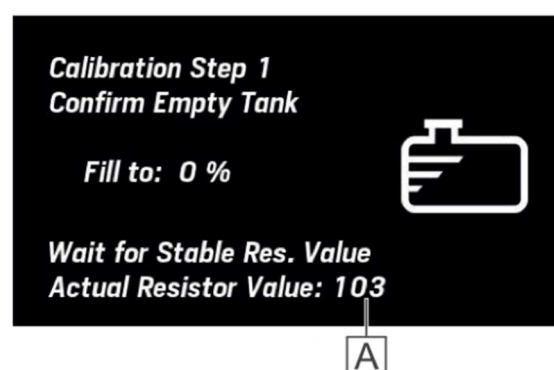 Calibration Step 1
Confirm Empty Tank
Fill to: 0 %
Wait for Stable Res. Value
Actual Resistor Value: 103
A